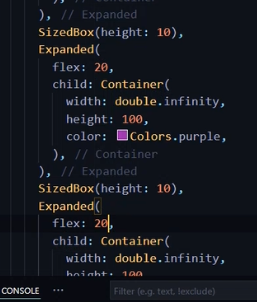 ), // Container
), // Expanded
SizedBox(height: 10),
Expanded(
flex: 20,
child: Container(
width: double.infinity,
height: 100,
color: Colors.purple,
), // Container
), // Expanded
SizedBox(height: 10),
Expanded(
flex: 20,
child: Container(
width: double.infinity,
height: 100
CONSOLE ... Filter (e.g. text, !exclude)